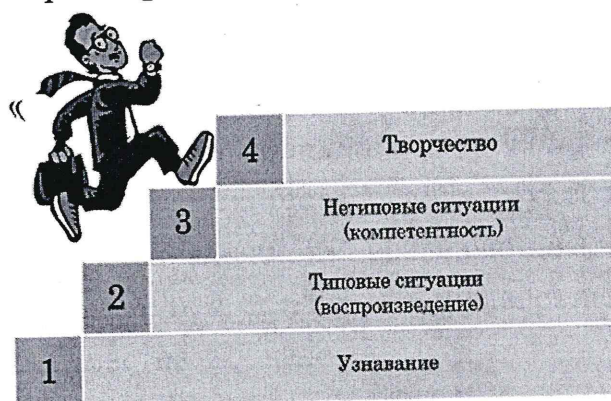 4
Творчество
3
Нетиповые ситуации
(компетентность)
2
Типовые ситуации
(воспроизведение)
1
Узнавание